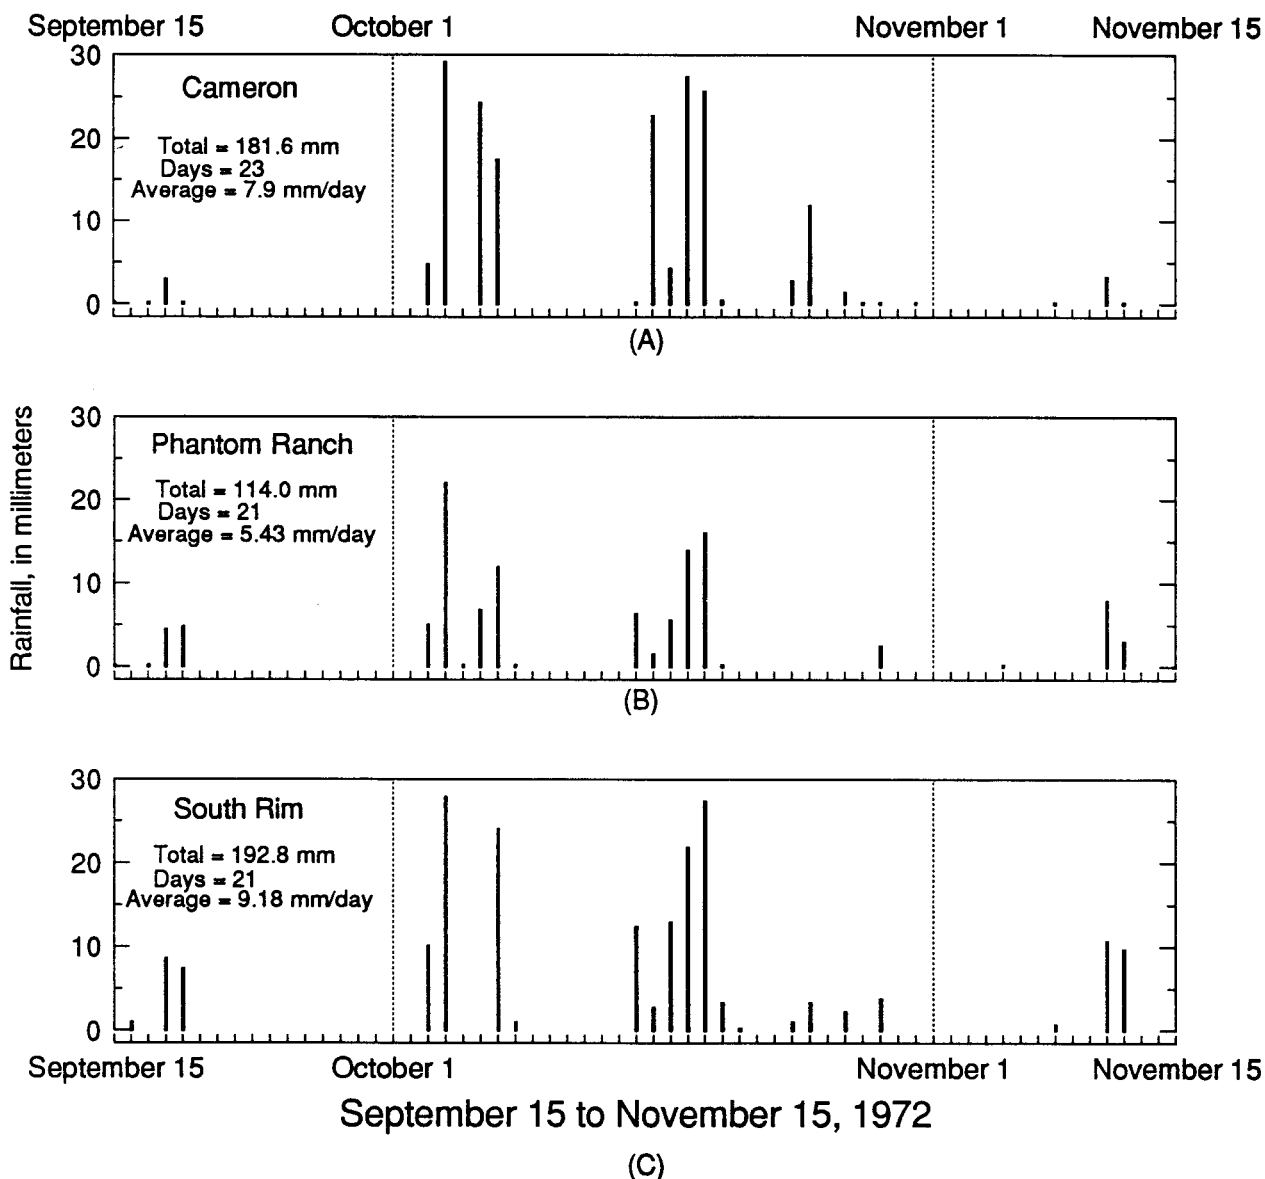 September 15 October 1 November 1 November 15
30
Cameron
Total = 181.6 mm
20
Days = 23
Average = 7.9 mm/day
10
0
(A)
30
Phantom Ranch
Total = 114.0 mm
20
Days = 21
Average = 5.43 mm/day
10
0
(B)
Rainfall, in millimeters
30
South Rim
Total = 192.8 mm
20
Days = 21
Average = 9.18 mm/day
10
0
September 15 October 1 November 1 November 15
September 15 to November 15, 1972
(C)